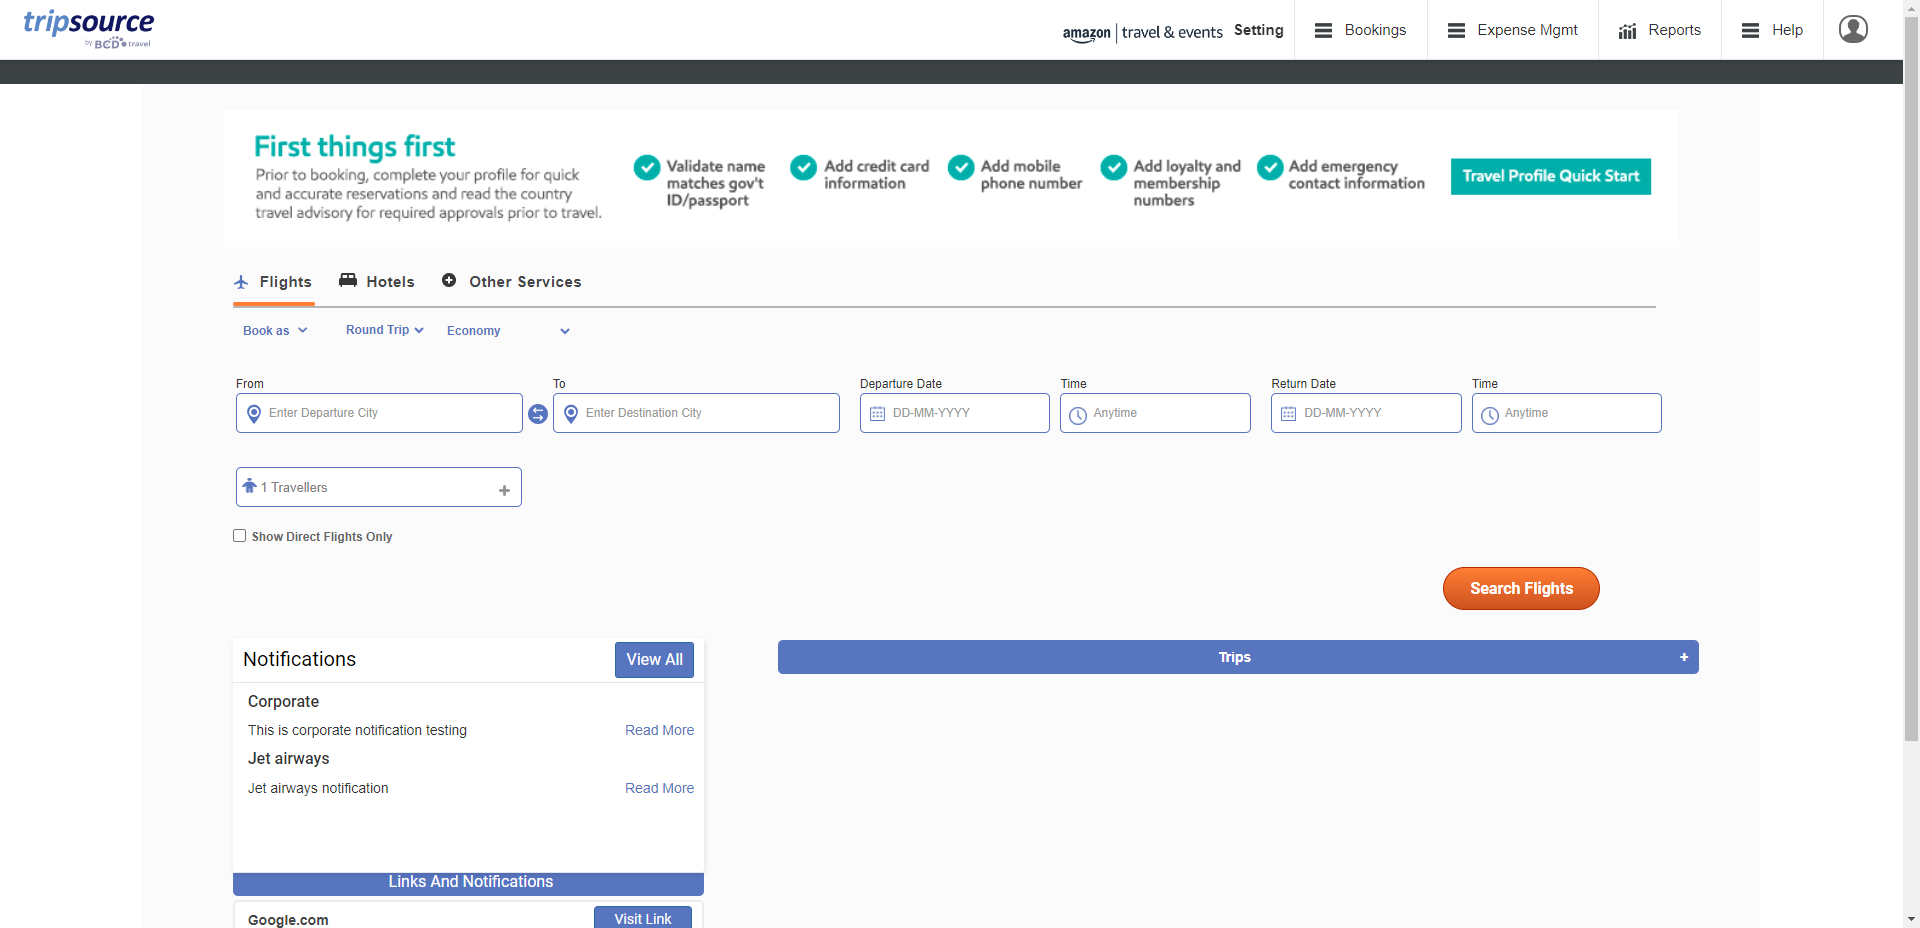 tripsource
by BCD travel
amazon | travel & events
Setting
Bookings
Expense Mgmt
Reports
Help
First things first
Prior to booking, complete your profile for quick
and accurate reservations and read the country
travel advisory for required approvals prior to travel.
Validate name
matches gov't
ID/passport
Add credit card
information
Add mobile
phone number
Add loyalty and
membership
numbers
Add emergency
contact information
Travel Profile Quick Start
Flights
Hotels
Other Services
Book as
Round Trip
Economy
From
To
Departure Date
Time
Return Date
Time
Enter Departure City
Enter Destination City
DD-MM-YYYY
Anytime
DD-MM-YYYY
Anytime
1 Travellers
+
Show Direct Flights Only
Search Flights
Notifications
View All
Trips
+
Corporate
This is corporate notification testing
Read More
Jet airways
Jet airways notification
Read More
Links And Notifications
Google.com
Visit Link